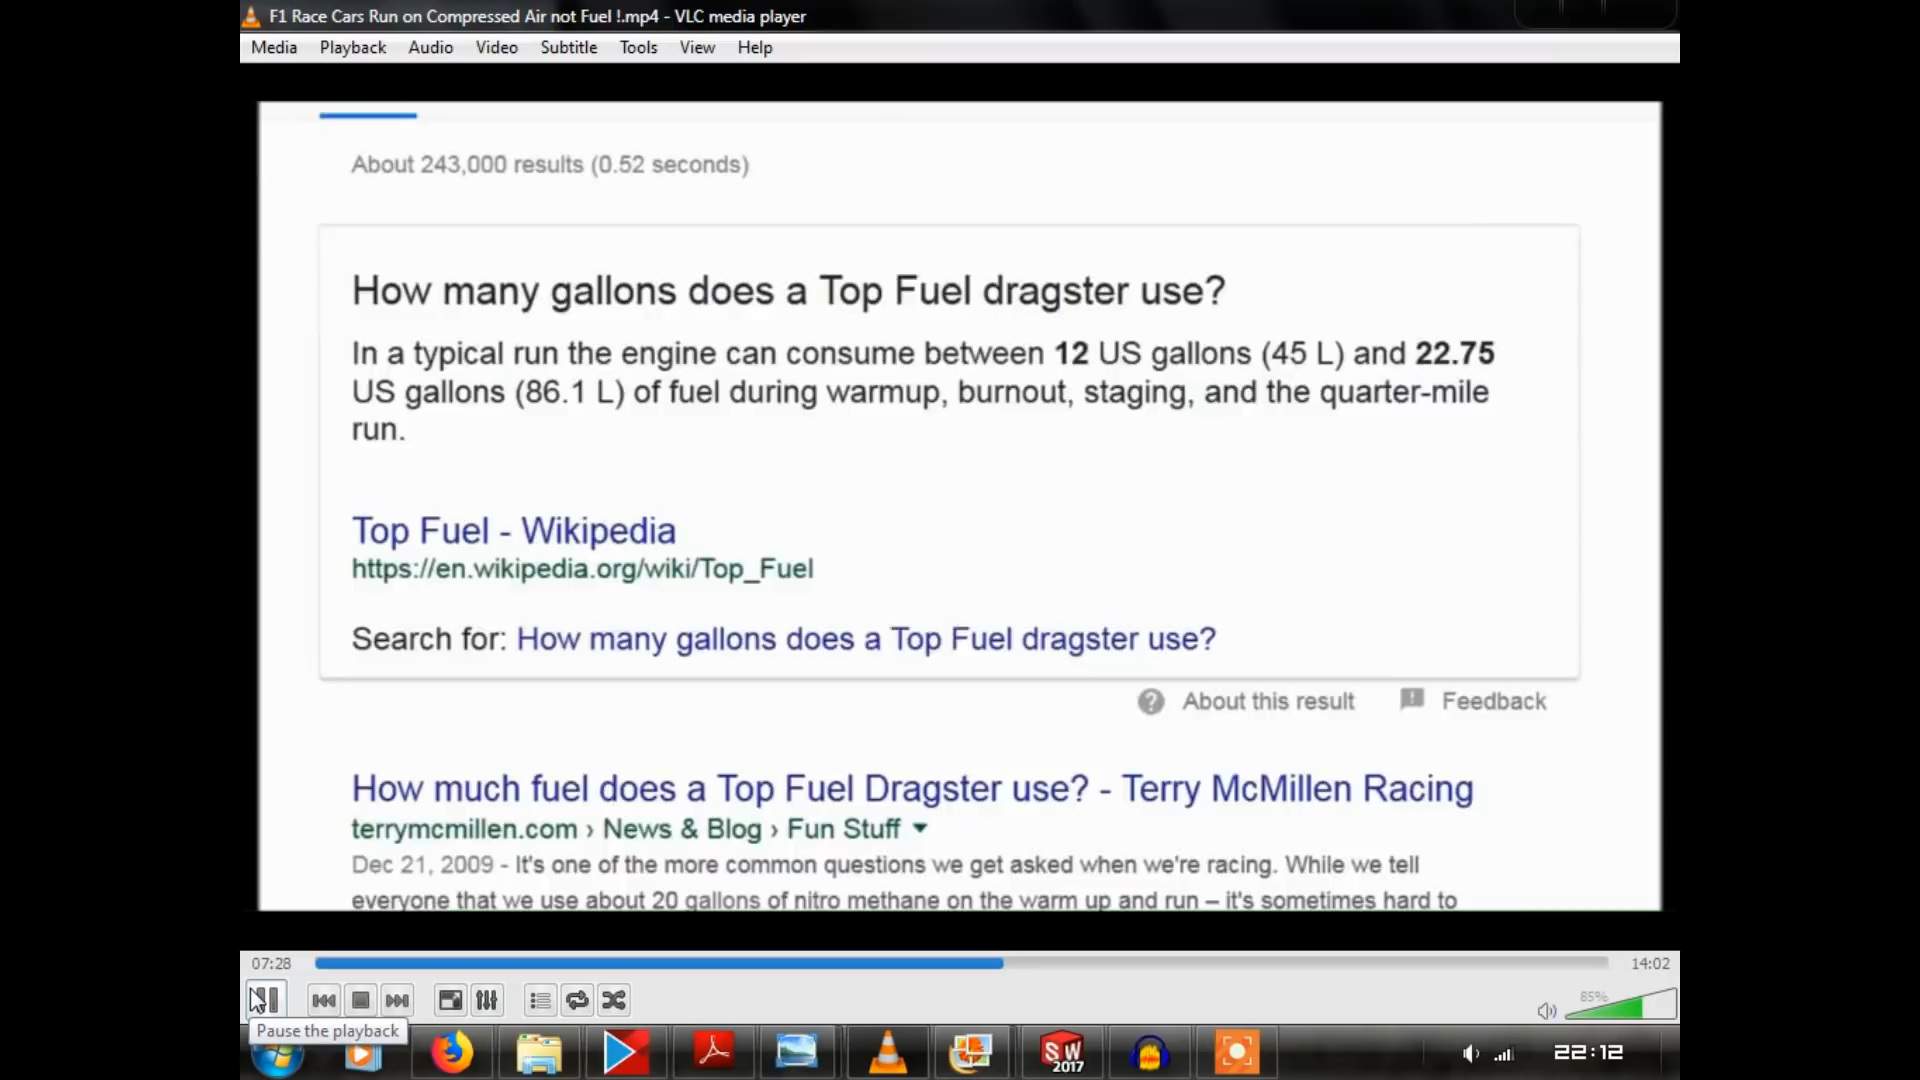 F1 Race Cars Run on Compressed Air not Fuel !.mp4 - VLC media player
Media Playback Audio Video Subtitle Tools View Help
About 243,000 results (0.52 seconds)
How many gallons does a Top Fuel dragster use?
In a typical run the engine can consume between 12 US gallons (45 L) and 22.75
US gallons (86.1 L) of fuel during warmup, burnout, staging, and the quarter-mile
run.
Top Fuel - Wikipedia
https://en.wikipedia.org/wiki/Top_Fuel
Search for: How many gallons does a Top Fuel dragster use?
About this result Feedback
How much fuel does a Top Fuel Dragster use? - Terry McMillen Racing
terrymcmillen.com › News & Blog › Fun Stuff
Dec 21, 2009 - It's one of the more common questions we get asked when we're racing. While we tell
everyone that we use about 20 gallons of nitro methane on the warm up and run – it's sometimes hard to
07:28 14:02
85%
Pause the playback
SW
2017
22:12